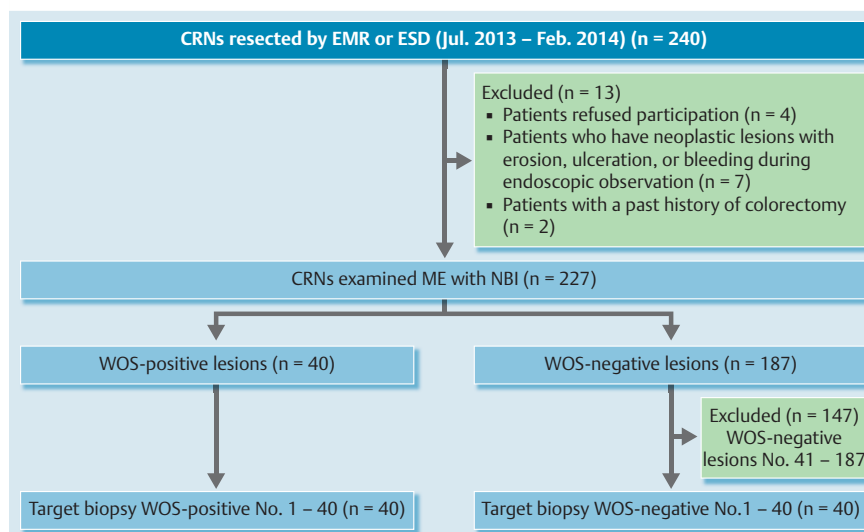 CRNs resected by EMR or ESD (Jul. 2013 – Feb. 2014) (n = 240)
Excluded (n = 13)
▪ Patients refused participation (n = 4)
▪ Patients who have neoplastic lesions with
erosion, ulceration, or bleeding during
endoscopic observation (n = 7)
▪ Patients with a past history of colorectomy
(n = 2)
CRNs examined ME with NBI (n = 227)
WOS-positive lesions (n = 40)
WOS-negative lesions (n = 187)
Excluded (n = 147)
WOS-negative
lesions No. 41 – 187
Target biopsy WOS-positive No. 1 – 40 (n = 40)
Target biopsy WOS-negative No.1 – 40 (n = 40)